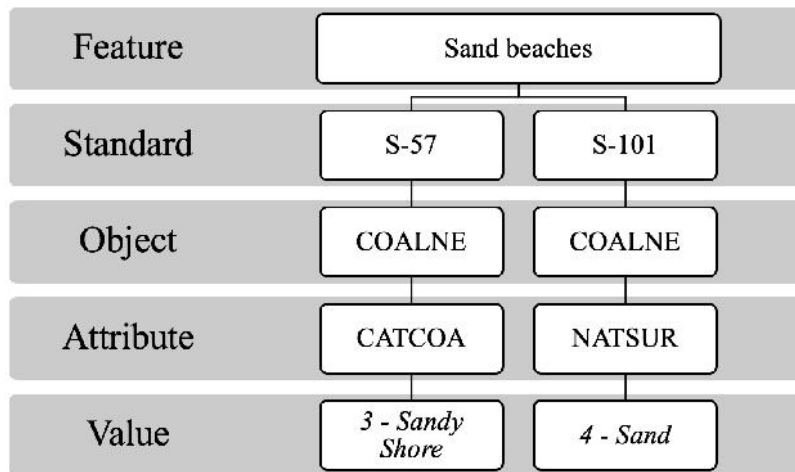 Feature
Sand beaches
Standard
S-57
S-101
Object
COALNE
COALNE
Attribute
CATCOA
NATSUR
Value
3 - Sandy
Shore
4 - Sand